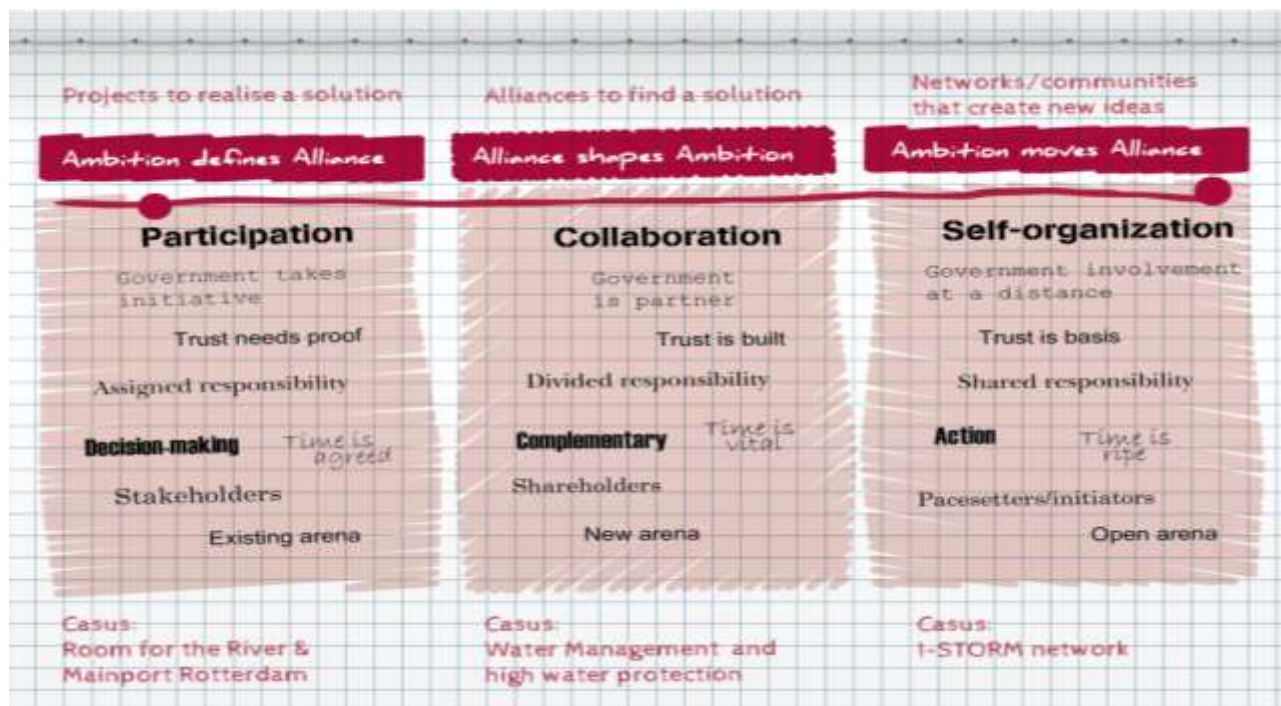 Projects to realise a solution
Ambition defines Alliance
Participation
Government takes
initiative
Trust needs proof
Assigned responsibility
Decision-making
Time is
agreed
Stakeholders
Existing arena
Casus:
Room for the River &
Mainport Rotterdam
Alliances to find a solution
Alliance shapes Ambition
Collaboration
Government
is partner
Trust is built
Divided responsibility
Complementary
Time is
vital
Shareholders
New arena
Casus:
Water Management and
high water protection
Networks/communities
that create new ideas
Ambition moves Alliance
Self-organization
Government involvement
at a distance
Trust is basis
Shared responsibility
Action
Time is
ripe
Pacesetters/initiators
Open arena
Casus:
I-STORM network